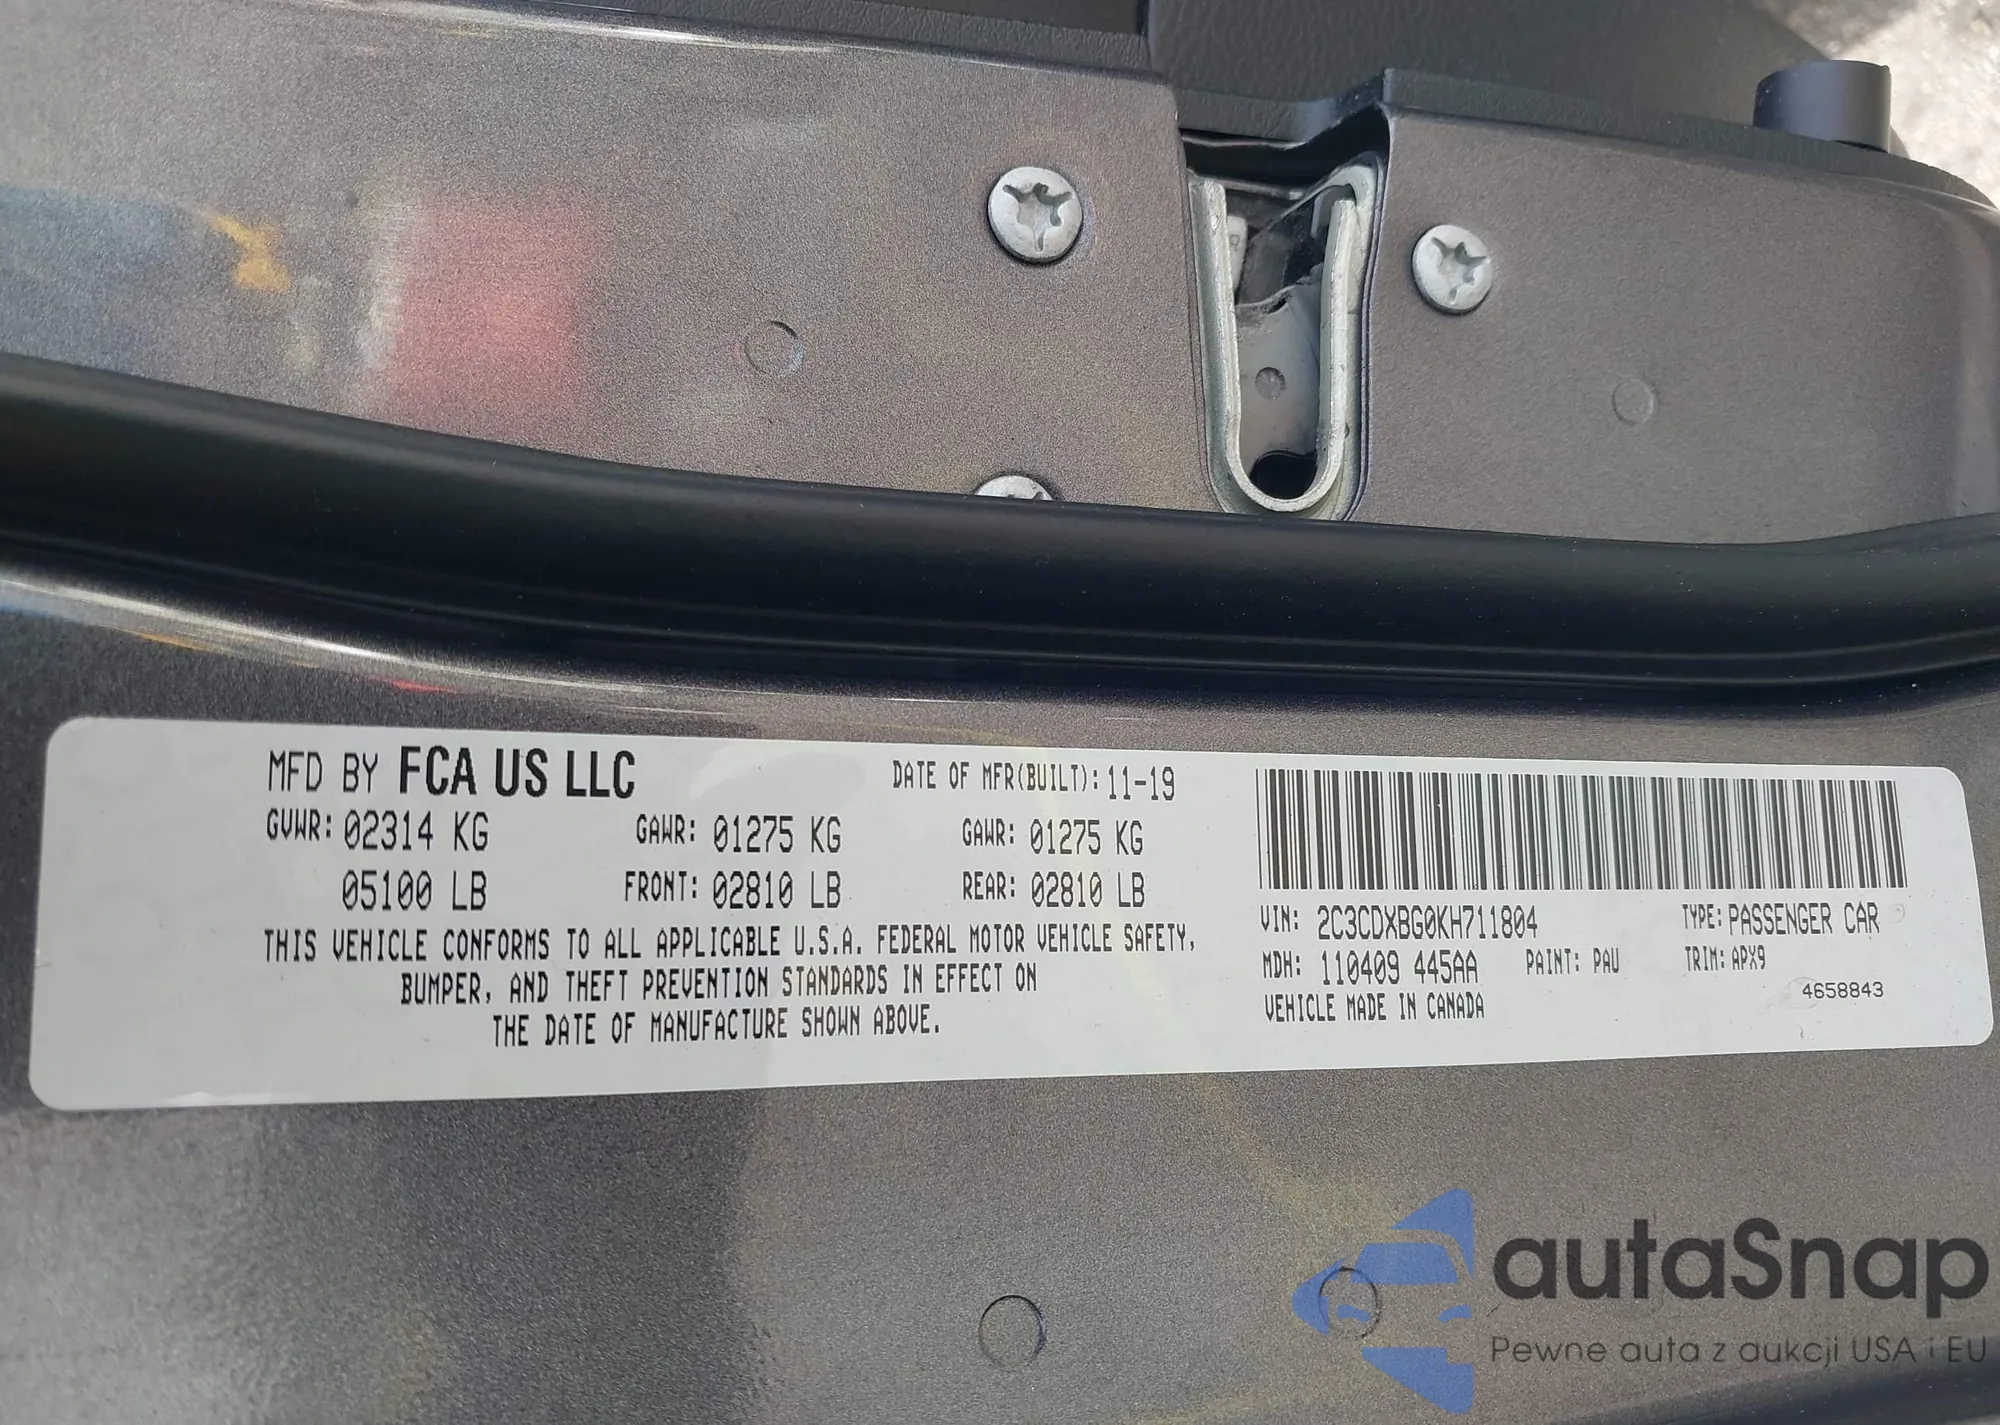 MFD BY FCA US LLC DATE OF MFR(BUILT): 11-19
GVWR: 02314 KG GAWR: 01275 KG GAWR: 01275 KG
05100 LB FRONT: 02810 LB REAR: 02810 LB
THIS VEHICLE CONFORMS TO ALL APPLICABLE U.S.A. FEDERAL MOTOR VEHICLE SAFETY,
BUMPER, AND THEFT PREVENTION STANDARDS IN EFFECT ON
THE DATE OF MANUFACTURE SHOWN ABOVE.
VIN: 2C3CDXBG0KH711804 TYPE: PASSENGER CAR
MDH: 110409 445AA PAINT: PAU TRIM: APX9
VEHICLE MADE IN CANADA 4658843
autaSnap
Pewne auta z aukcji USA i EU